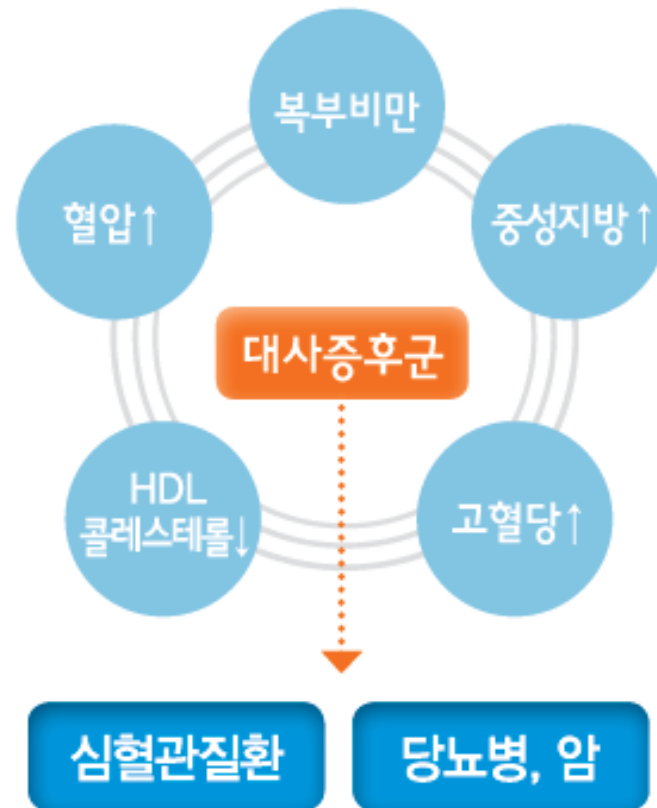 복부비만
혈압↑
중성지방↑
대사증후군
HDL
콜레스테롤↓
고혈당↑
심혈관질환
당뇨병, 암